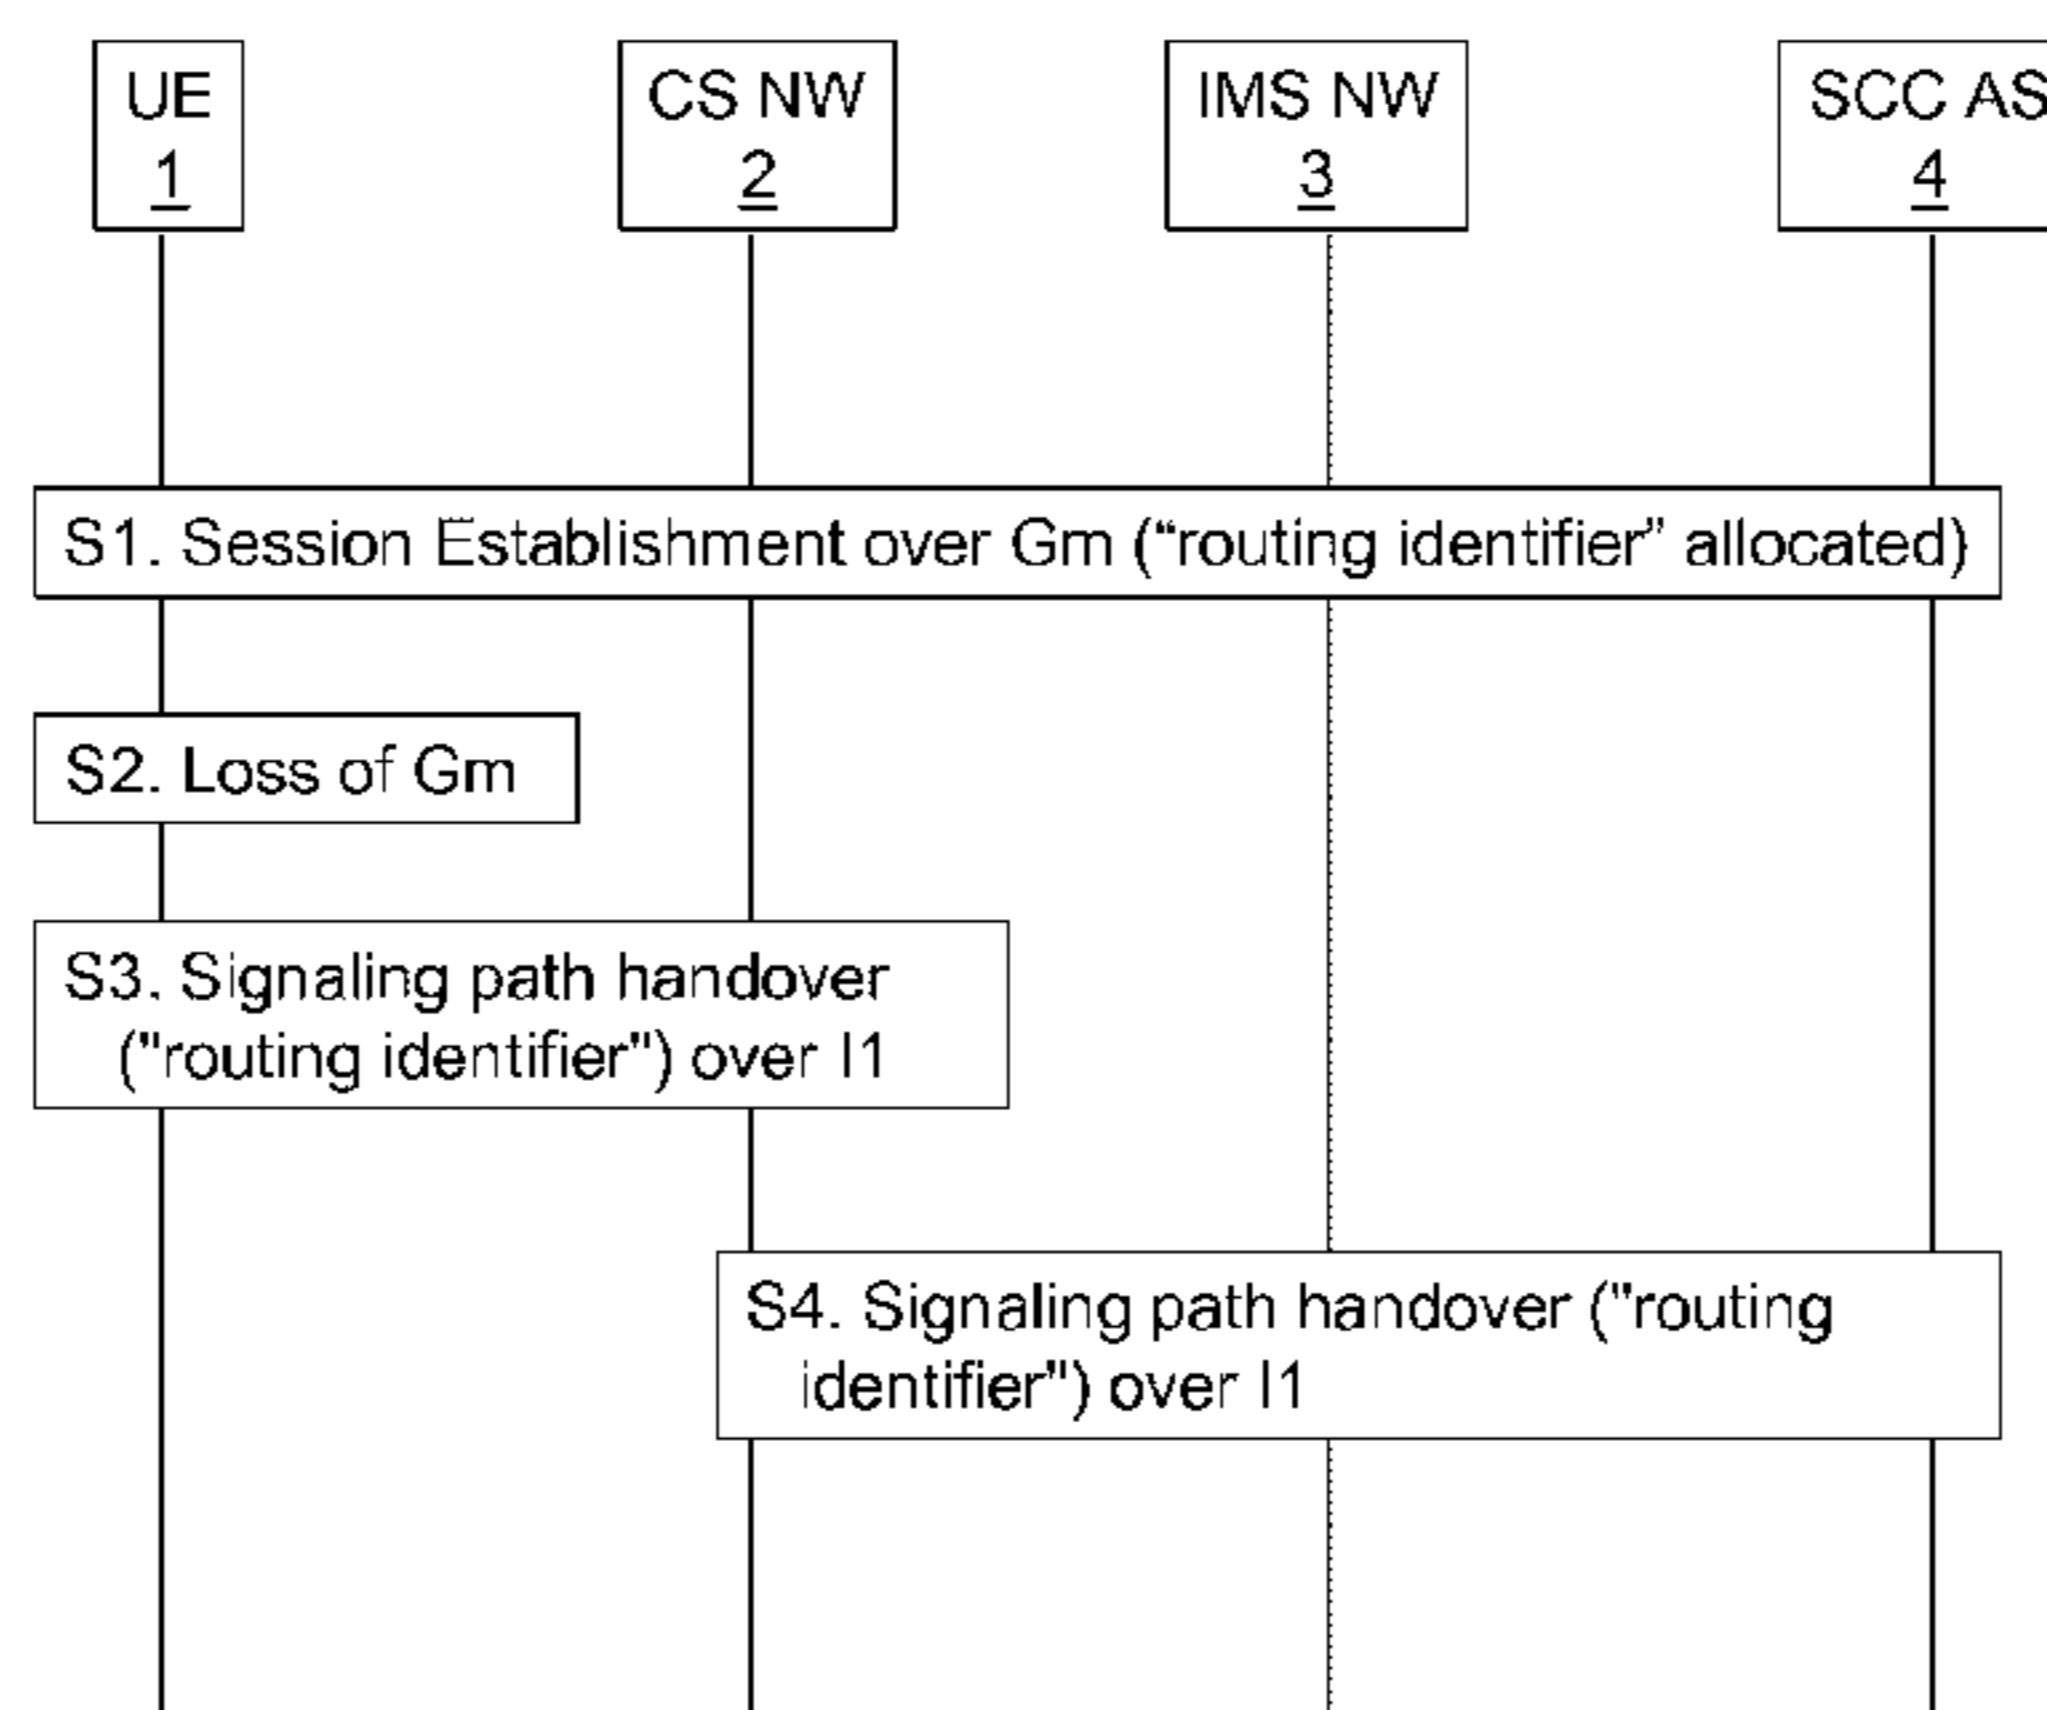 UE
1
CS NW
2
IMS NW
3
SCC AS
4
S1. Session Establishment over Gm (“routing identifier” allocated)
S2. Loss of Gm
S3. Signaling path handover
("routing identifier") over I1
S4. Signaling path handover ("routing
identifier") over I1